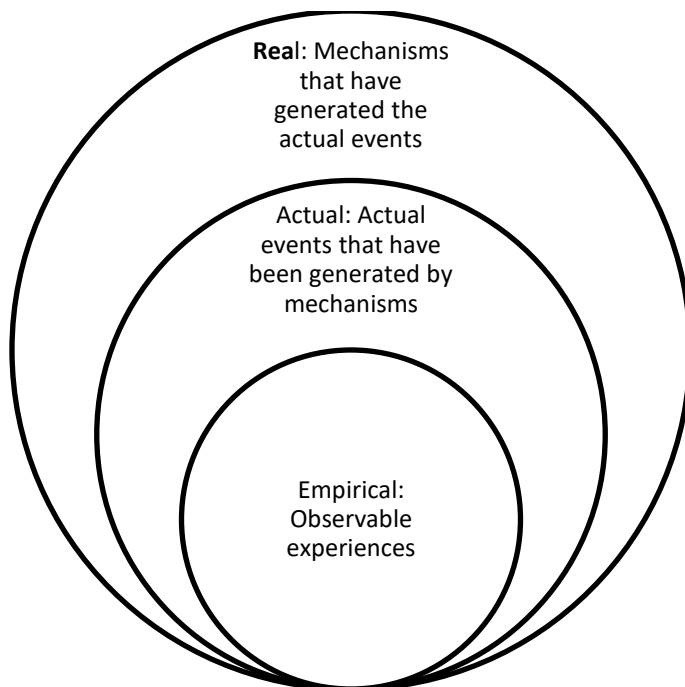 Real: Mechanisms
that have
generated the
actual events
Actual: Actual
events that have
been generated by
mechanisms
Empirical:
Observable
experiences